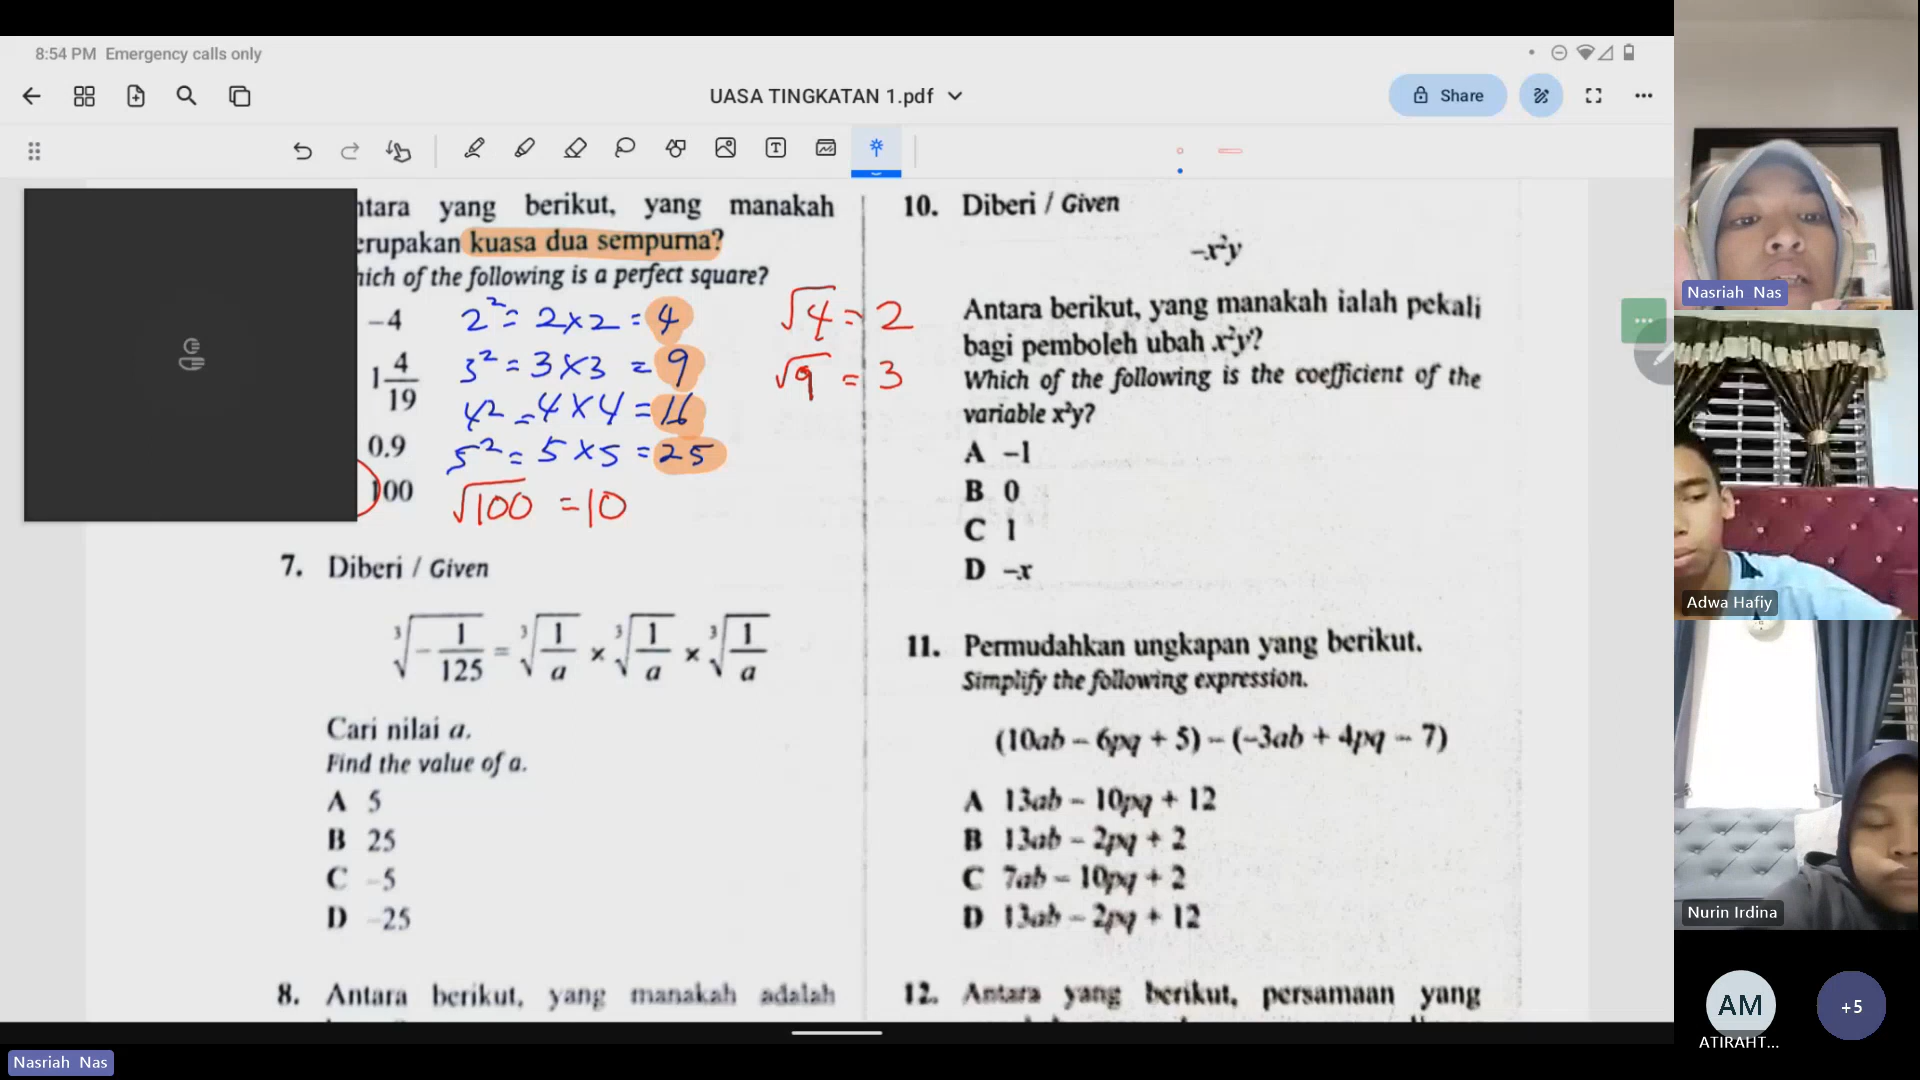 8:54 PM Emergency calls only
UASA TINGKATAN 1.pdf
Share
yang berikut, yang manakah
kuasa dua sempurna?
of the following is a perfect square?
–4
1 4/19
0.9
100
2² = 2 × 2 = 4
3² = 3 × 3 = 9
4² = 4 × 4 = 16
5² = 5 × 5 = 25
√100 = 10
√4 = 2
√9 = 3
7. Diberi / Given
∛(–1/125) = ∛(1/a) × ∛(1/a) × ∛(1/a)
Cari nilai a.
Find the value of a.
A 5
B 25
C –5
D –25
8. Antara berikut, yang manakah adalah
10. Diberi / Given
–x²y
Antara berikut, yang manakah ialah pekali
bagi pemboleh ubah x²y?
Which of the following is the coefficient of the
variable x²y?
A –1
B 0
C 1
D –x
11. Permudahkan ungkapan yang berikut.
Simplify the following expression.
(10ab – 6pq + 5) – (–3ab + 4pq – 7)
A 13ab – 10pq + 12
B 13ab – 2pq + 2
C 7ab – 10pq + 2
D 13ab – 2pq + 12
12. Antara yang berikut, persamaan yang
Nasriah Nas
Adwa Hafiy
Nurin Irdina
AM
ATIRAHT...
+5
Nasriah Nas